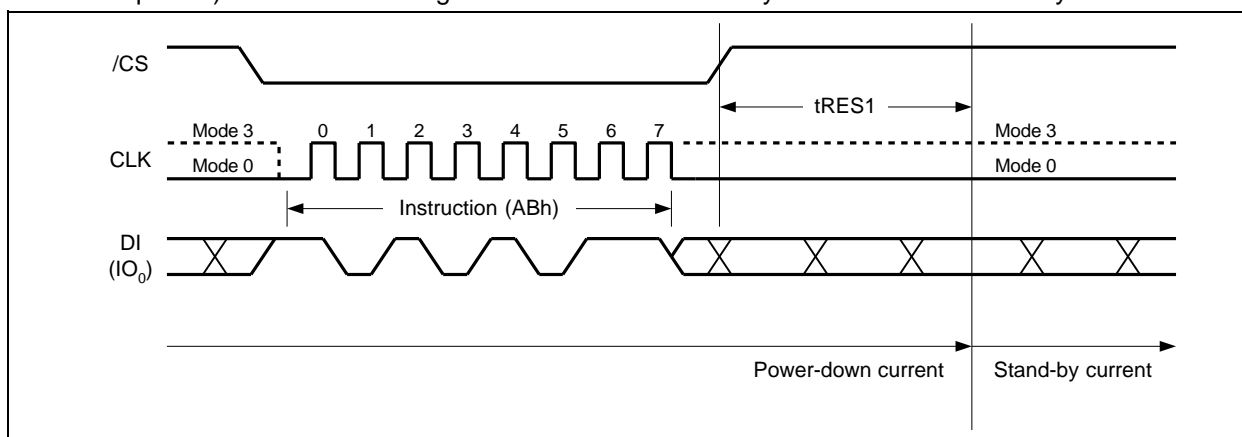 /CS
tRES1
Mode 3 0 1 2 3 4 5 6 7 Mode 3
CLK
Mode 0 Mode 0
Instruction (ABh)
DI
(IO0)
Power-down current Stand-by current